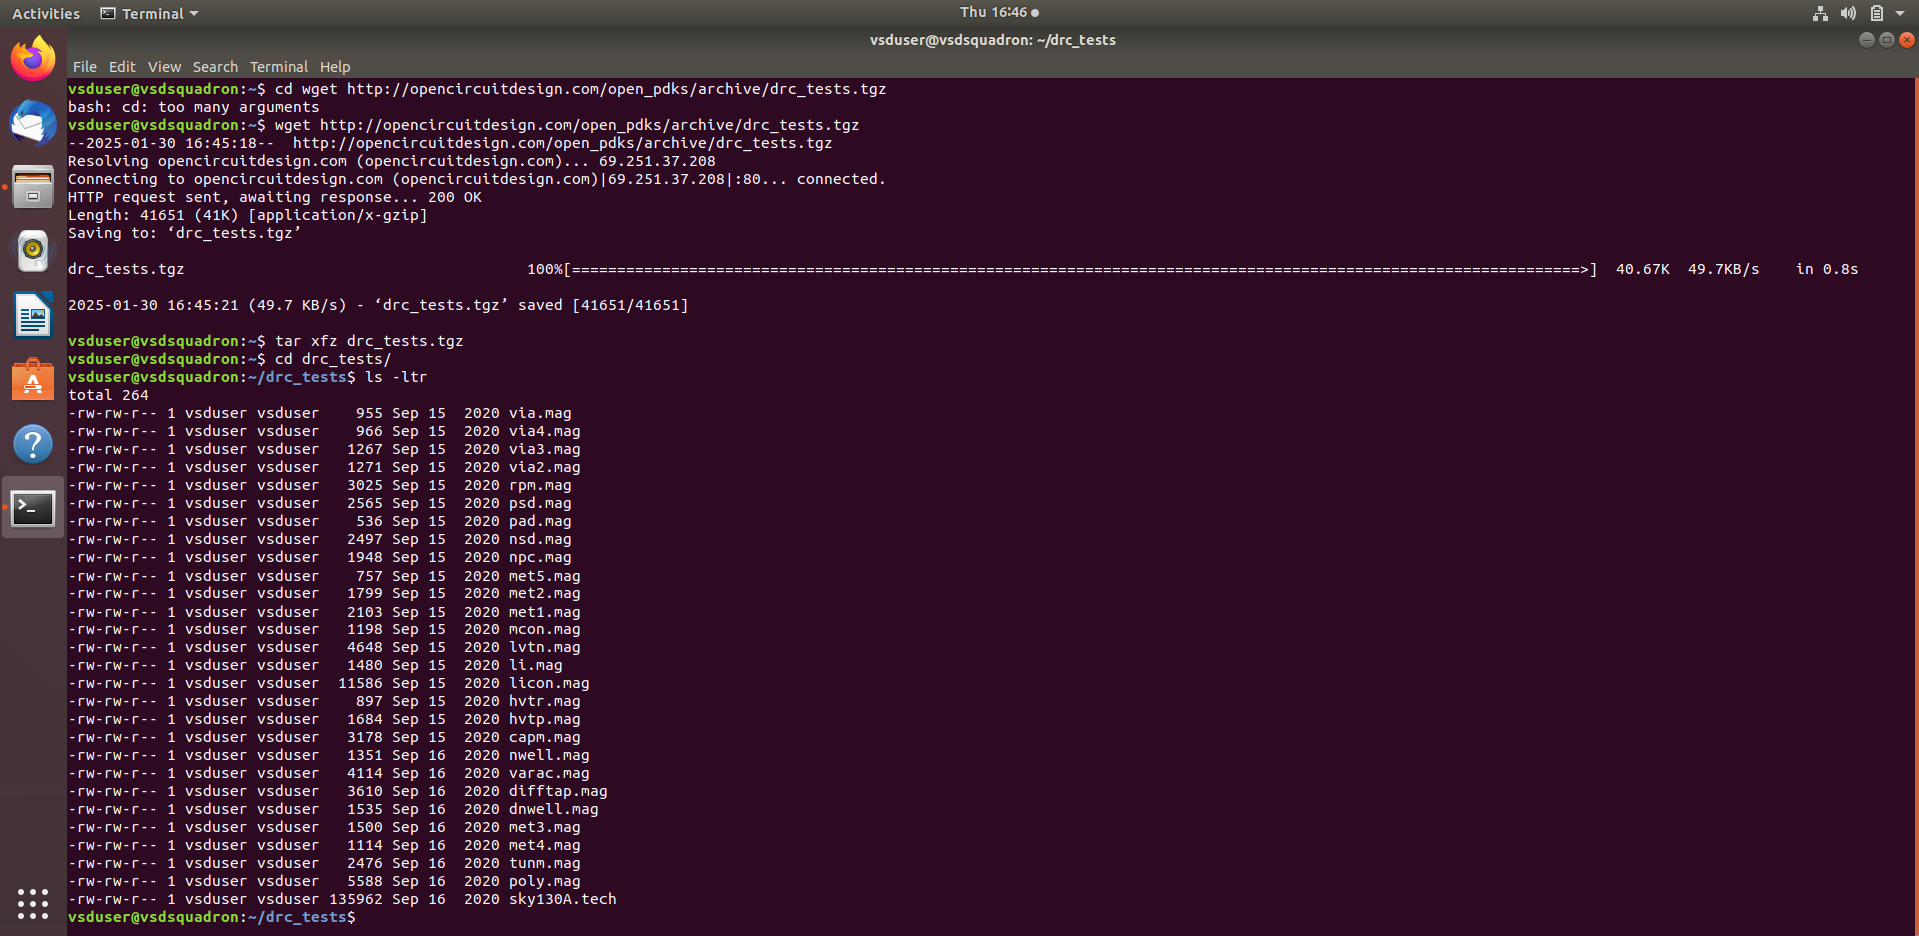 Activities Terminal Thu 16:46
vsduser@vsdsquadron: ~/drc_tests
File Edit View Search Terminal Help
vsduser@vsdsquadron:~$ cd wget http://opencircuitdesign.com/open_pdks/archive/drc_tests.tgz
bash: cd: too many arguments
vsduser@vsdsquadron:~$ wget http://opencircuitdesign.com/open_pdks/archive/drc_tests.tgz
--2025-01-30 16:45:18--  http://opencircuitdesign.com/open_pdks/archive/drc_tests.tgz
Resolving opencircuitdesign.com (opencircuitdesign.com)... 69.251.37.208
Connecting to opencircuitdesign.com (opencircuitdesign.com)|69.251.37.208|:80... connected.
HTTP request sent, awaiting response... 200 OK
Length: 41651 (41K) [application/x-gzip]
Saving to: ‘drc_tests.tgz’
drc_tests.tgz 100%[================================================================================================================>] 40.67K 49.7KB/s in 0.8s
2025-01-30 16:45:21 (49.7 KB/s) - ‘drc_tests.tgz’ saved [41651/41651]
vsduser@vsdsquadron:~$ tar xfz drc_tests.tgz
vsduser@vsdsquadron:~$ cd drc_tests/
vsduser@vsdsquadron:~/drc_tests$ ls -ltr
total 264
-rw-rw-r-- 1 vsduser vsduser    955 Sep 15  2020 via.mag
-rw-rw-r-- 1 vsduser vsduser    966 Sep 15  2020 via4.mag
-rw-rw-r-- 1 vsduser vsduser   1267 Sep 15  2020 via3.mag
-rw-rw-r-- 1 vsduser vsduser   1271 Sep 15  2020 via2.mag
-rw-rw-r-- 1 vsduser vsduser   3025 Sep 15  2020 rpm.mag
-rw-rw-r-- 1 vsduser vsduser   2565 Sep 15  2020 psd.mag
-rw-rw-r-- 1 vsduser vsduser    536 Sep 15  2020 pad.mag
-rw-rw-r-- 1 vsduser vsduser   2497 Sep 15  2020 nsd.mag
-rw-rw-r-- 1 vsduser vsduser   1948 Sep 15  2020 npc.mag
-rw-rw-r-- 1 vsduser vsduser    757 Sep 15  2020 met5.mag
-rw-rw-r-- 1 vsduser vsduser   1799 Sep 15  2020 met2.mag
-rw-rw-r-- 1 vsduser vsduser   2103 Sep 15  2020 met1.mag
-rw-rw-r-- 1 vsduser vsduser   1198 Sep 15  2020 mcon.mag
-rw-rw-r-- 1 vsduser vsduser   4648 Sep 15  2020 lvtn.mag
-rw-rw-r-- 1 vsduser vsduser   1480 Sep 15  2020 li.mag
-rw-rw-r-- 1 vsduser vsduser  11586 Sep 15  2020 licon.mag
-rw-rw-r-- 1 vsduser vsduser    897 Sep 15  2020 hvtr.mag
-rw-rw-r-- 1 vsduser vsduser   1684 Sep 15  2020 hvtp.mag
-rw-rw-r-- 1 vsduser vsduser   3178 Sep 15  2020 capm.mag
-rw-rw-r-- 1 vsduser vsduser   1351 Sep 16  2020 nwell.mag
-rw-rw-r-- 1 vsduser vsduser   4114 Sep 16  2020 varac.mag
-rw-rw-r-- 1 vsduser vsduser   3610 Sep 16  2020 difftap.mag
-rw-rw-r-- 1 vsduser vsduser   1535 Sep 16  2020 dnwell.mag
-rw-rw-r-- 1 vsduser vsduser   1500 Sep 16  2020 met3.mag
-rw-rw-r-- 1 vsduser vsduser   1114 Sep 16  2020 met4.mag
-rw-rw-r-- 1 vsduser vsduser   2476 Sep 16  2020 tunm.mag
-rw-rw-r-- 1 vsduser vsduser   5588 Sep 16  2020 poly.mag
-rw-rw-r-- 1 vsduser vsduser 135962 Sep 16  2020 sky130A.tech
vsduser@vsdsquadron:~/drc_tests$